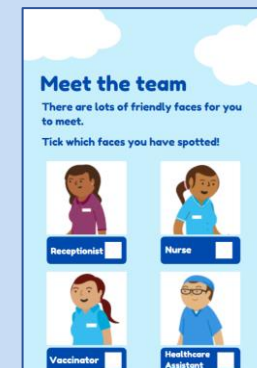 Meet the team
There are lots of friendly faces for you
to meet.
Tick which faces you have spotted!
Receptionist
Nurse
Vaccinator
Healthcare
Assistant